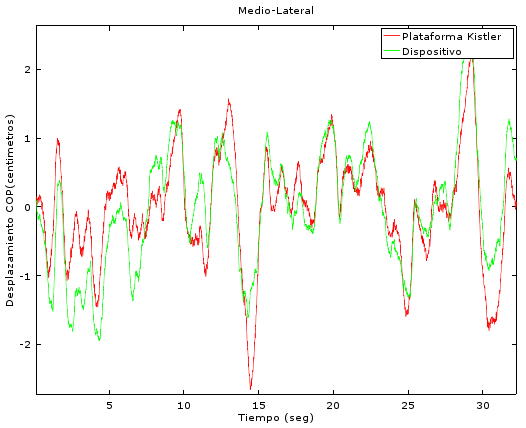 Medio-Lateral
Plataforma Kistler
Dispositivo
2
1
0
-1
-2
Desplazamiento COP(centimetros)
5
10
15
20
25
30
Tiempo (seg)